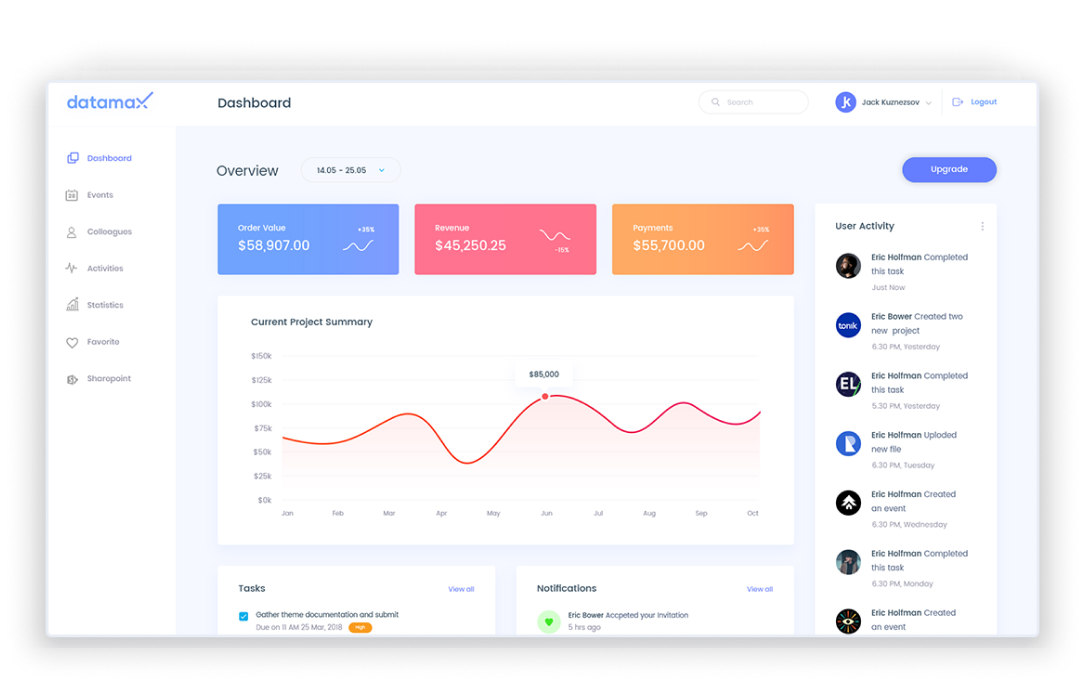 datamax
Dashboard
Search
jk
Jack Kuznezsov
Logout
Dashboard
28
Events
Colleagues
Activities
Statistics
Favorite
Sharopoint
Overview
14.05 - 25.05
Upgrade
Order Value
+35%
$58,907.00
Revenue
$45,250.25
-15%
Payments
+35%
$55,700.00
Current Project Summary
$150k
$125k
$100k
$75k
$50k
$25k
$0k
$85,000
Jan Feb Mar Apr May Jun Jul Aug Sep Oct
User Activity
Eric Holfman Completed
this task
Just Now
tonik
Eric Bower Created two
new project
6.30 PM, Yesterday
EL
Eric Holfman Completed
this task
5.30 PM, Yesterday
Eric Holfman Uploded
new file
6.30 PM, Tuesday
Eric Holfman Created
an event
6.30 PM, Wednesday
Eric Holfman Completed
this task
6.30 PM, Monday
Eric Holfman Created
an event
Tasks
View all
Gather theme documentation and submit
Due on 11 AM 25 Mar, 2018
High
Notifications
View all
Eric Bower Accpeted your Invitation
5 hrs ago